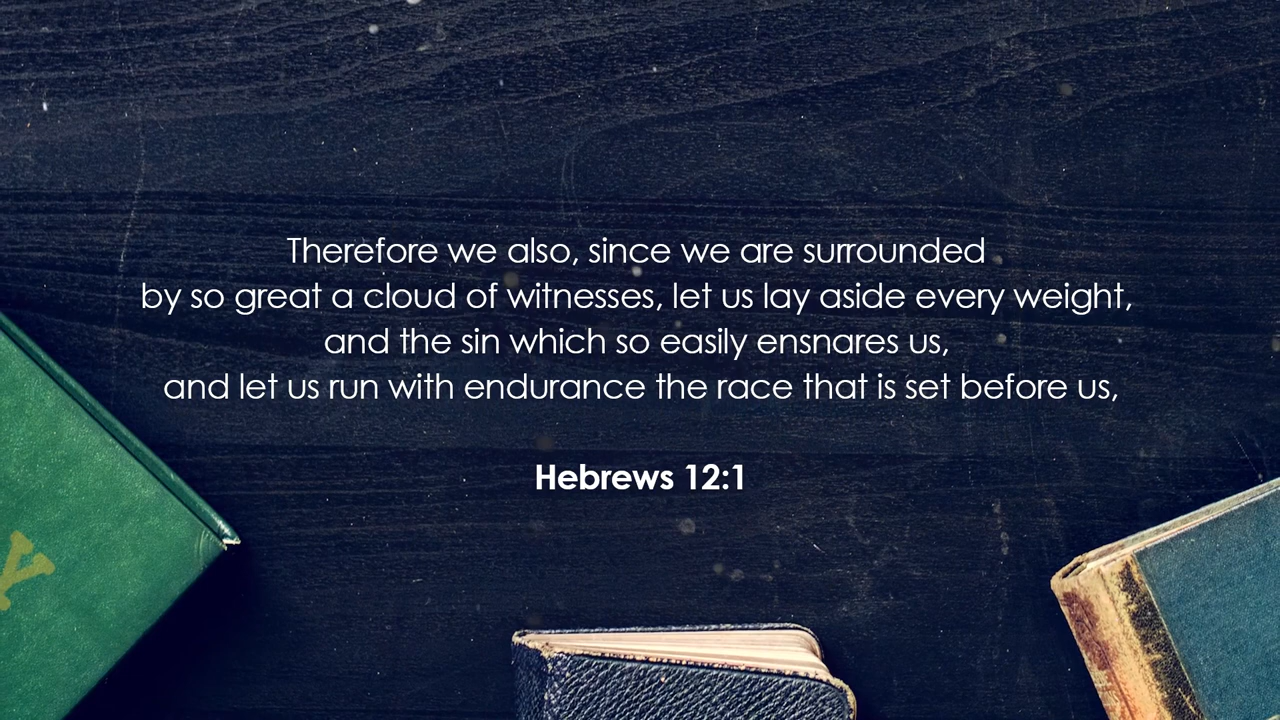 Therefore we also, since we are surrounded
by so great a cloud of witnesses, let us lay aside every weight,
and the sin which so easily ensnares us,
and let us run with endurance the race that is set before us,
Hebrews 12:1
Y